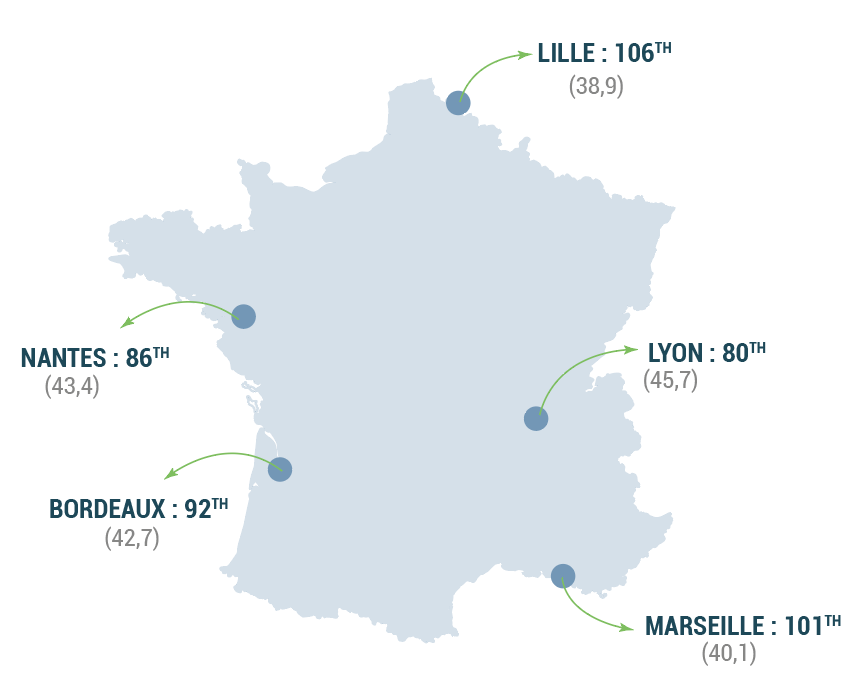 LILLE : 106TH
(38,9)
NANTES : 86TH
(43,4)
LYON : 80TH
(45,7)
BORDEAUX : 92TH
(42,7)
MARSEILLE : 101TH
(40,1)